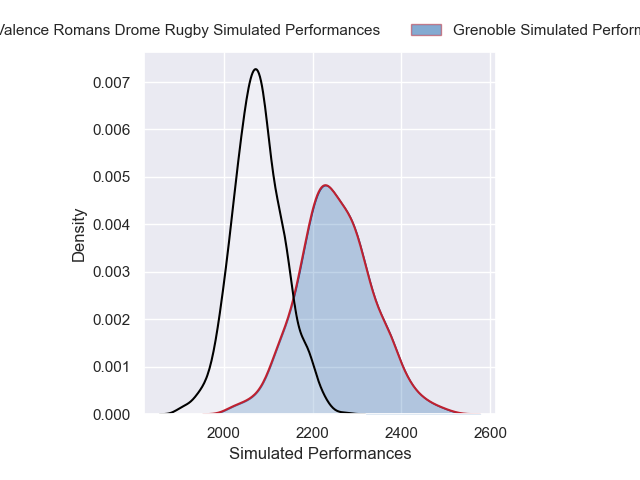 Valence Romans Drome Rugby Simulated Performances Grenoble Simulated Perform
0.007
0.006
0.005
0.004
0.003
0.002
0.001
0.000
Density
2000 2200 2400 2600
Simulated Performances